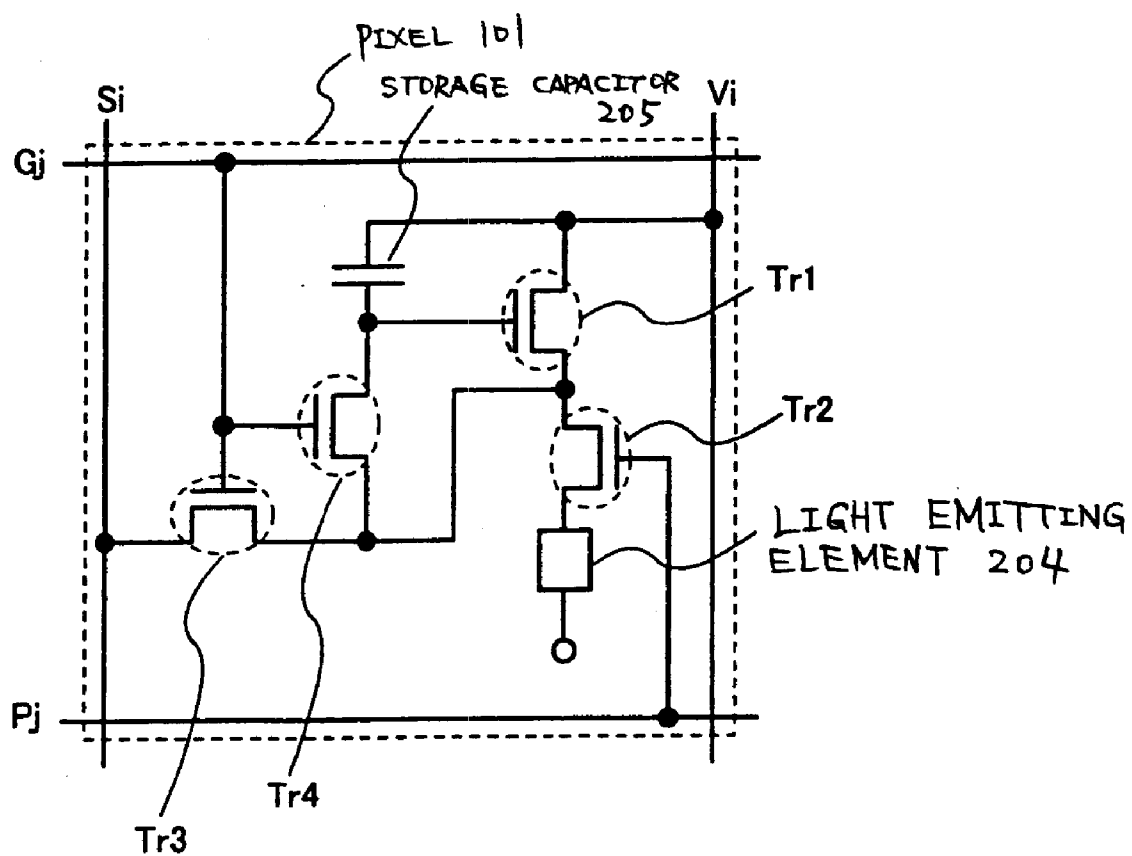 PIXEL 101
STORAGE CAPACITOR
205
Si
Vi
Gj
Tr1
Tr2
LIGHT EMITTING
ELEMENT 204
Pj
Tr4
Tr3